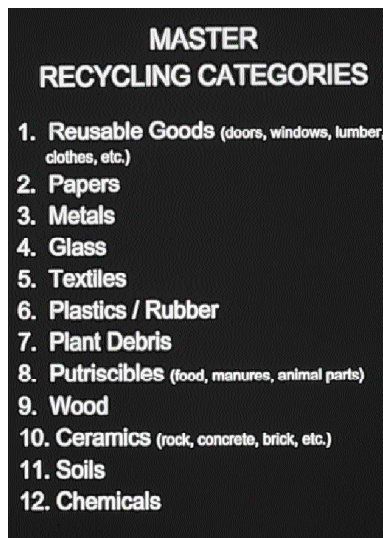 MASTER
RECYCLING CATEGORIES
1. Reusable Goods (doors, windows, lumber,
clothes, etc.)
2. Papers
3. Metals
4. Glass
5. Textiles
6. Plastics / Rubber
7. Plant Debris
8. Putriscibles (food, manures, animal parts)
9. Wood
10. Ceramics (rock, concrete, brick, etc.)
11. Soils
12. Chemicals